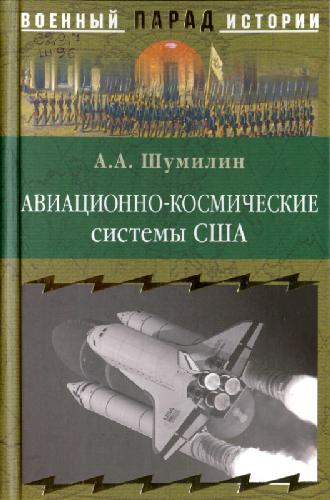 ВОЕННЫЙ ПАРАД ИСТОРИИ
А.А. Шумилин
АВИАЦИОННО-КОСМИЧЕСКИЕ
системы США